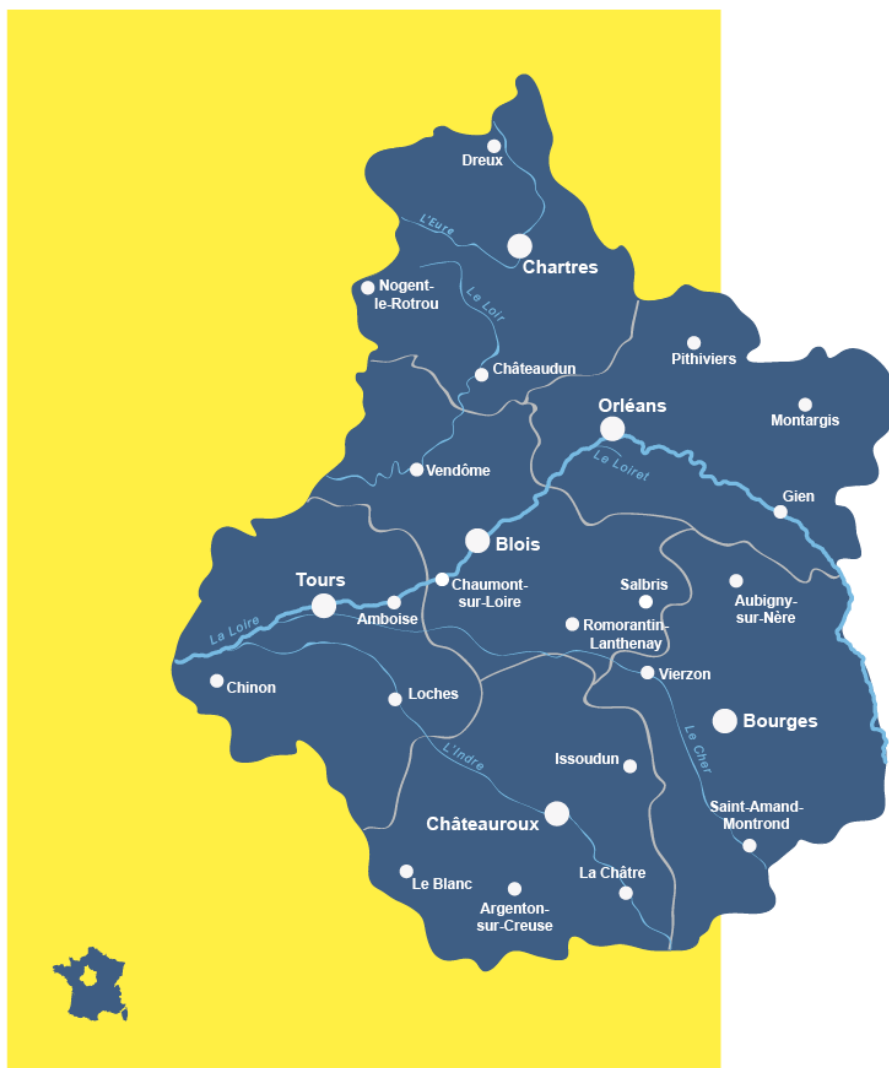 Dreux
L'Eure
Chartres
Nogent-
le-Rotrou
Le Loir
Pithiviers
Châteaudun
Orléans
Montargis
Le Loiret
Vendôme
Gien
Blois
Tours
Chaumont-
sur-Loire
Salbris
Aubigny-
sur-Nère
Amboise
La Loire
Romorantin-
Lanthenay
Vierzon
Chinon
Loches
Bourges
Le Cher
L'Indre
Issoudun
Saint-Amand-
Montrond
Châteauroux
La Châtre
Le Blanc
Argenton-
sur-Creuse